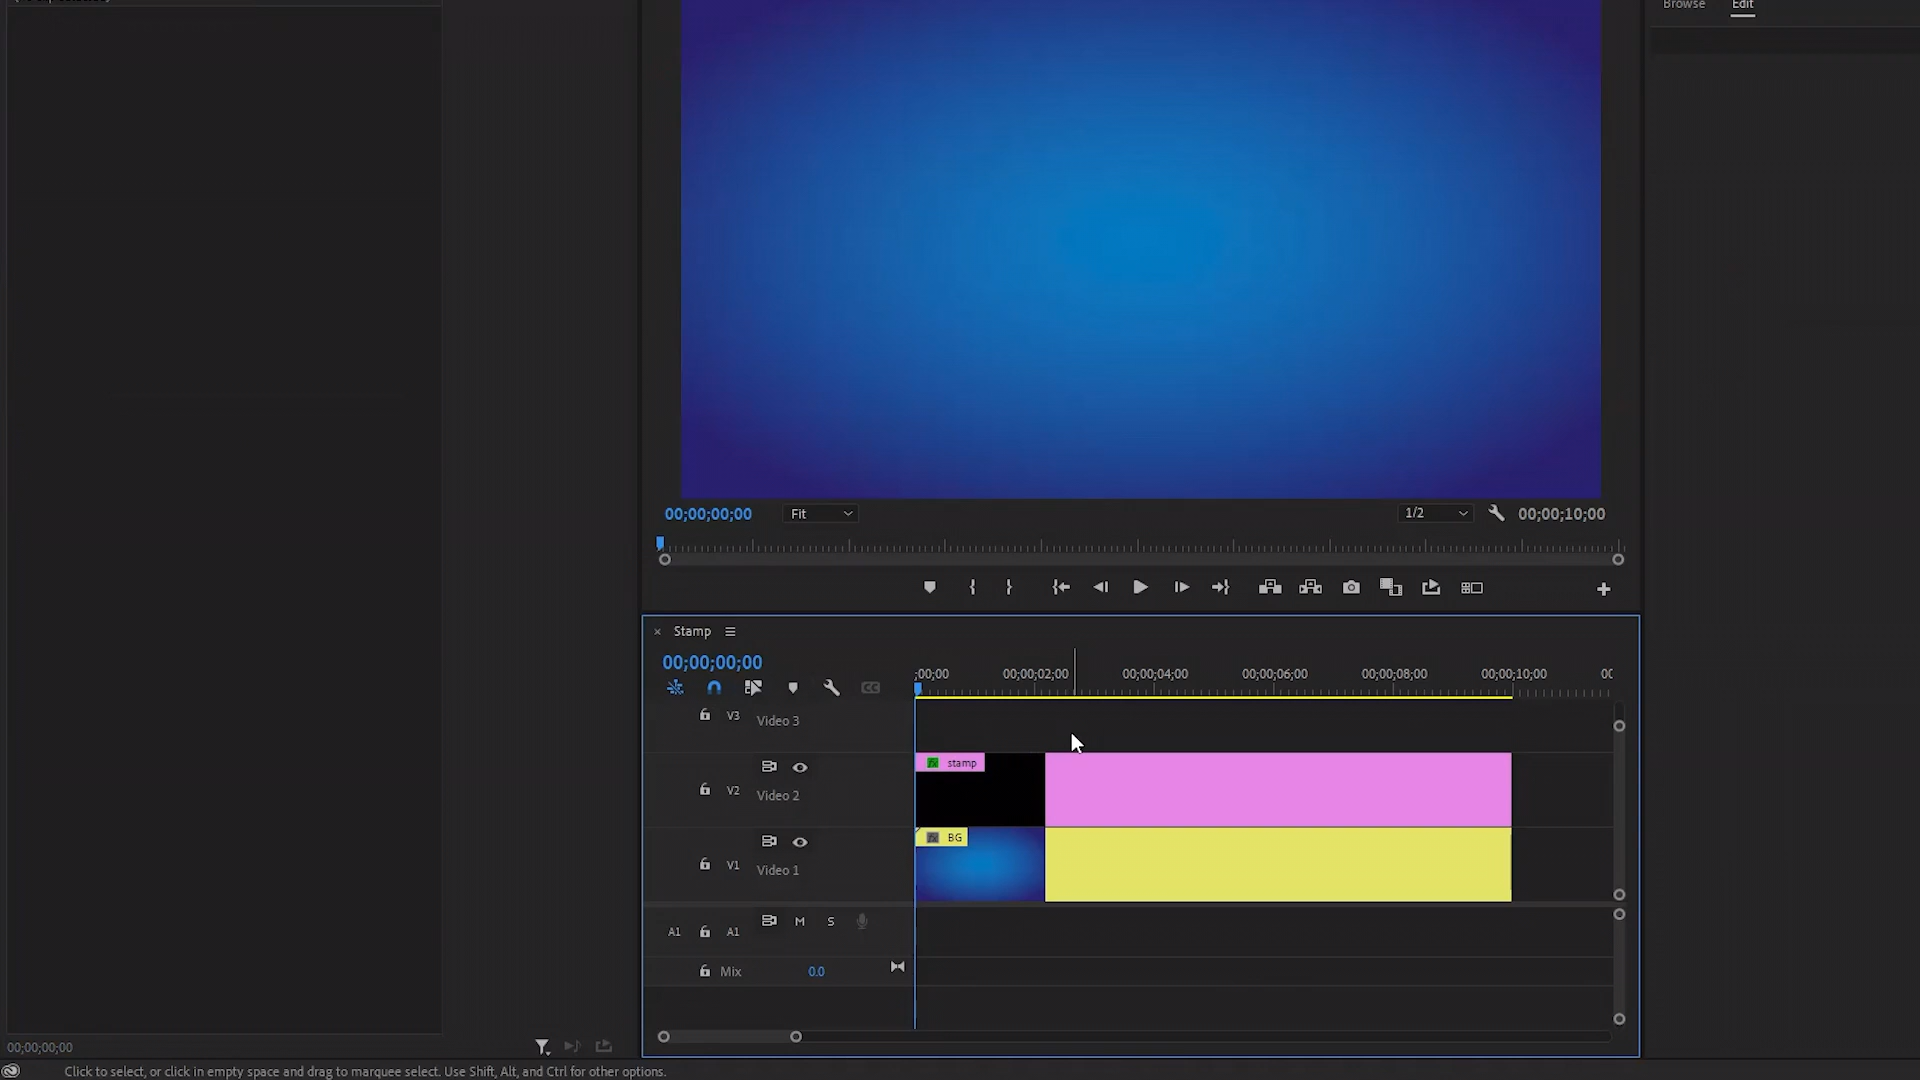 Browse Edit
00;00;00;00 Fit 1/2 00;00;10;00
Stamp
00;00;00;00
;00;00 00;00;02;00 00;00;04;00 00;00;06;00 00;00;08;00 00;00;10;00 00
V3 Video 3
fx stamp
V2 Video 2
fx BG
V1 Video 1
A1 A1 M S
Mix 0.0
00;00;00;00
Click to select, or click in empty space and drag to marquee select. Use Shift, Alt, and Ctrl for other options.